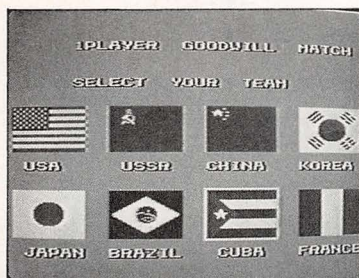 1PLAYER GOODWILL MATCH
SELECT YOUR TEAM
USA USSR CHINA KOREA
JAPAN BRAZIL CUBA FRANCE